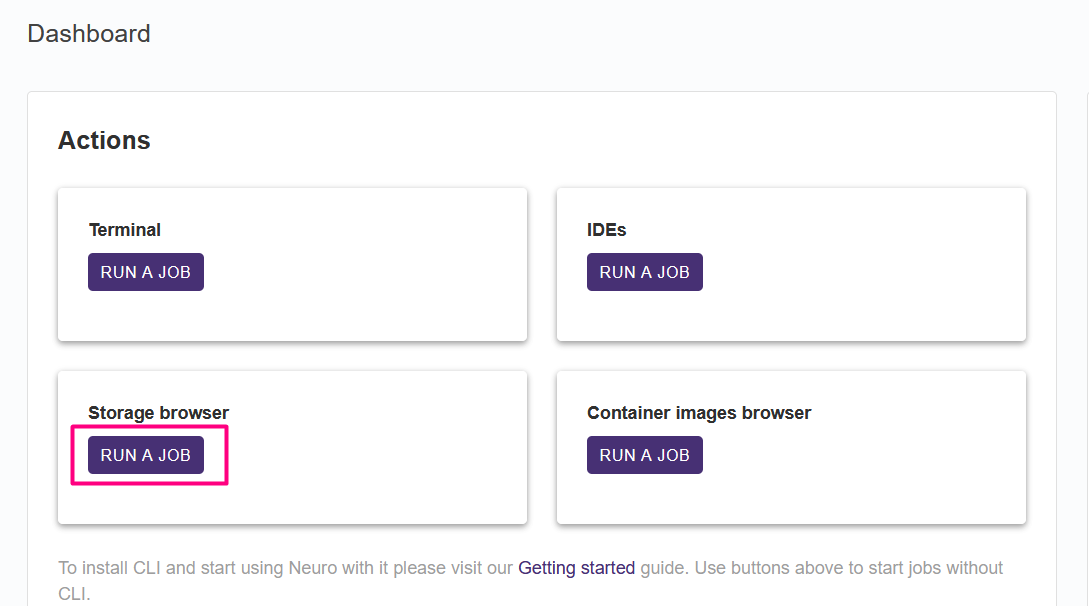 Dashboard
Actions
Terminal
RUN A JOB
IDEs
RUN A JOB
Storage browser
RUN A JOB
Container images browser
RUN A JOB
To install CLI and start using Neuro with it please visit our Getting started guide. Use buttons above to start jobs without
CLI.